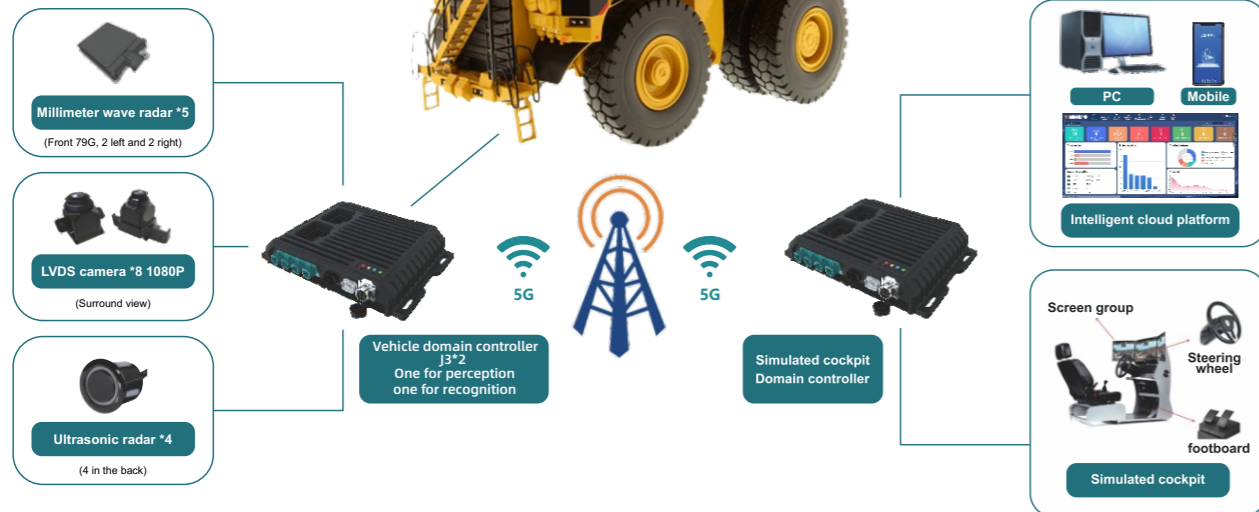 Millimeter wave radar *5
(Front 79G, 2 left and 2 right)
LVDS camera *8 1080P
(Surround view)
Ultrasonic radar *4
(4 in the back)
Vehicle domain controller
J3*2
One for perception
one for recognition
5G
5G
Simulated cockpit
Domain controller
PC
Mobile
Intelligent cloud platform
Screen group
Steering
wheel
footboard
Simulated cockpit